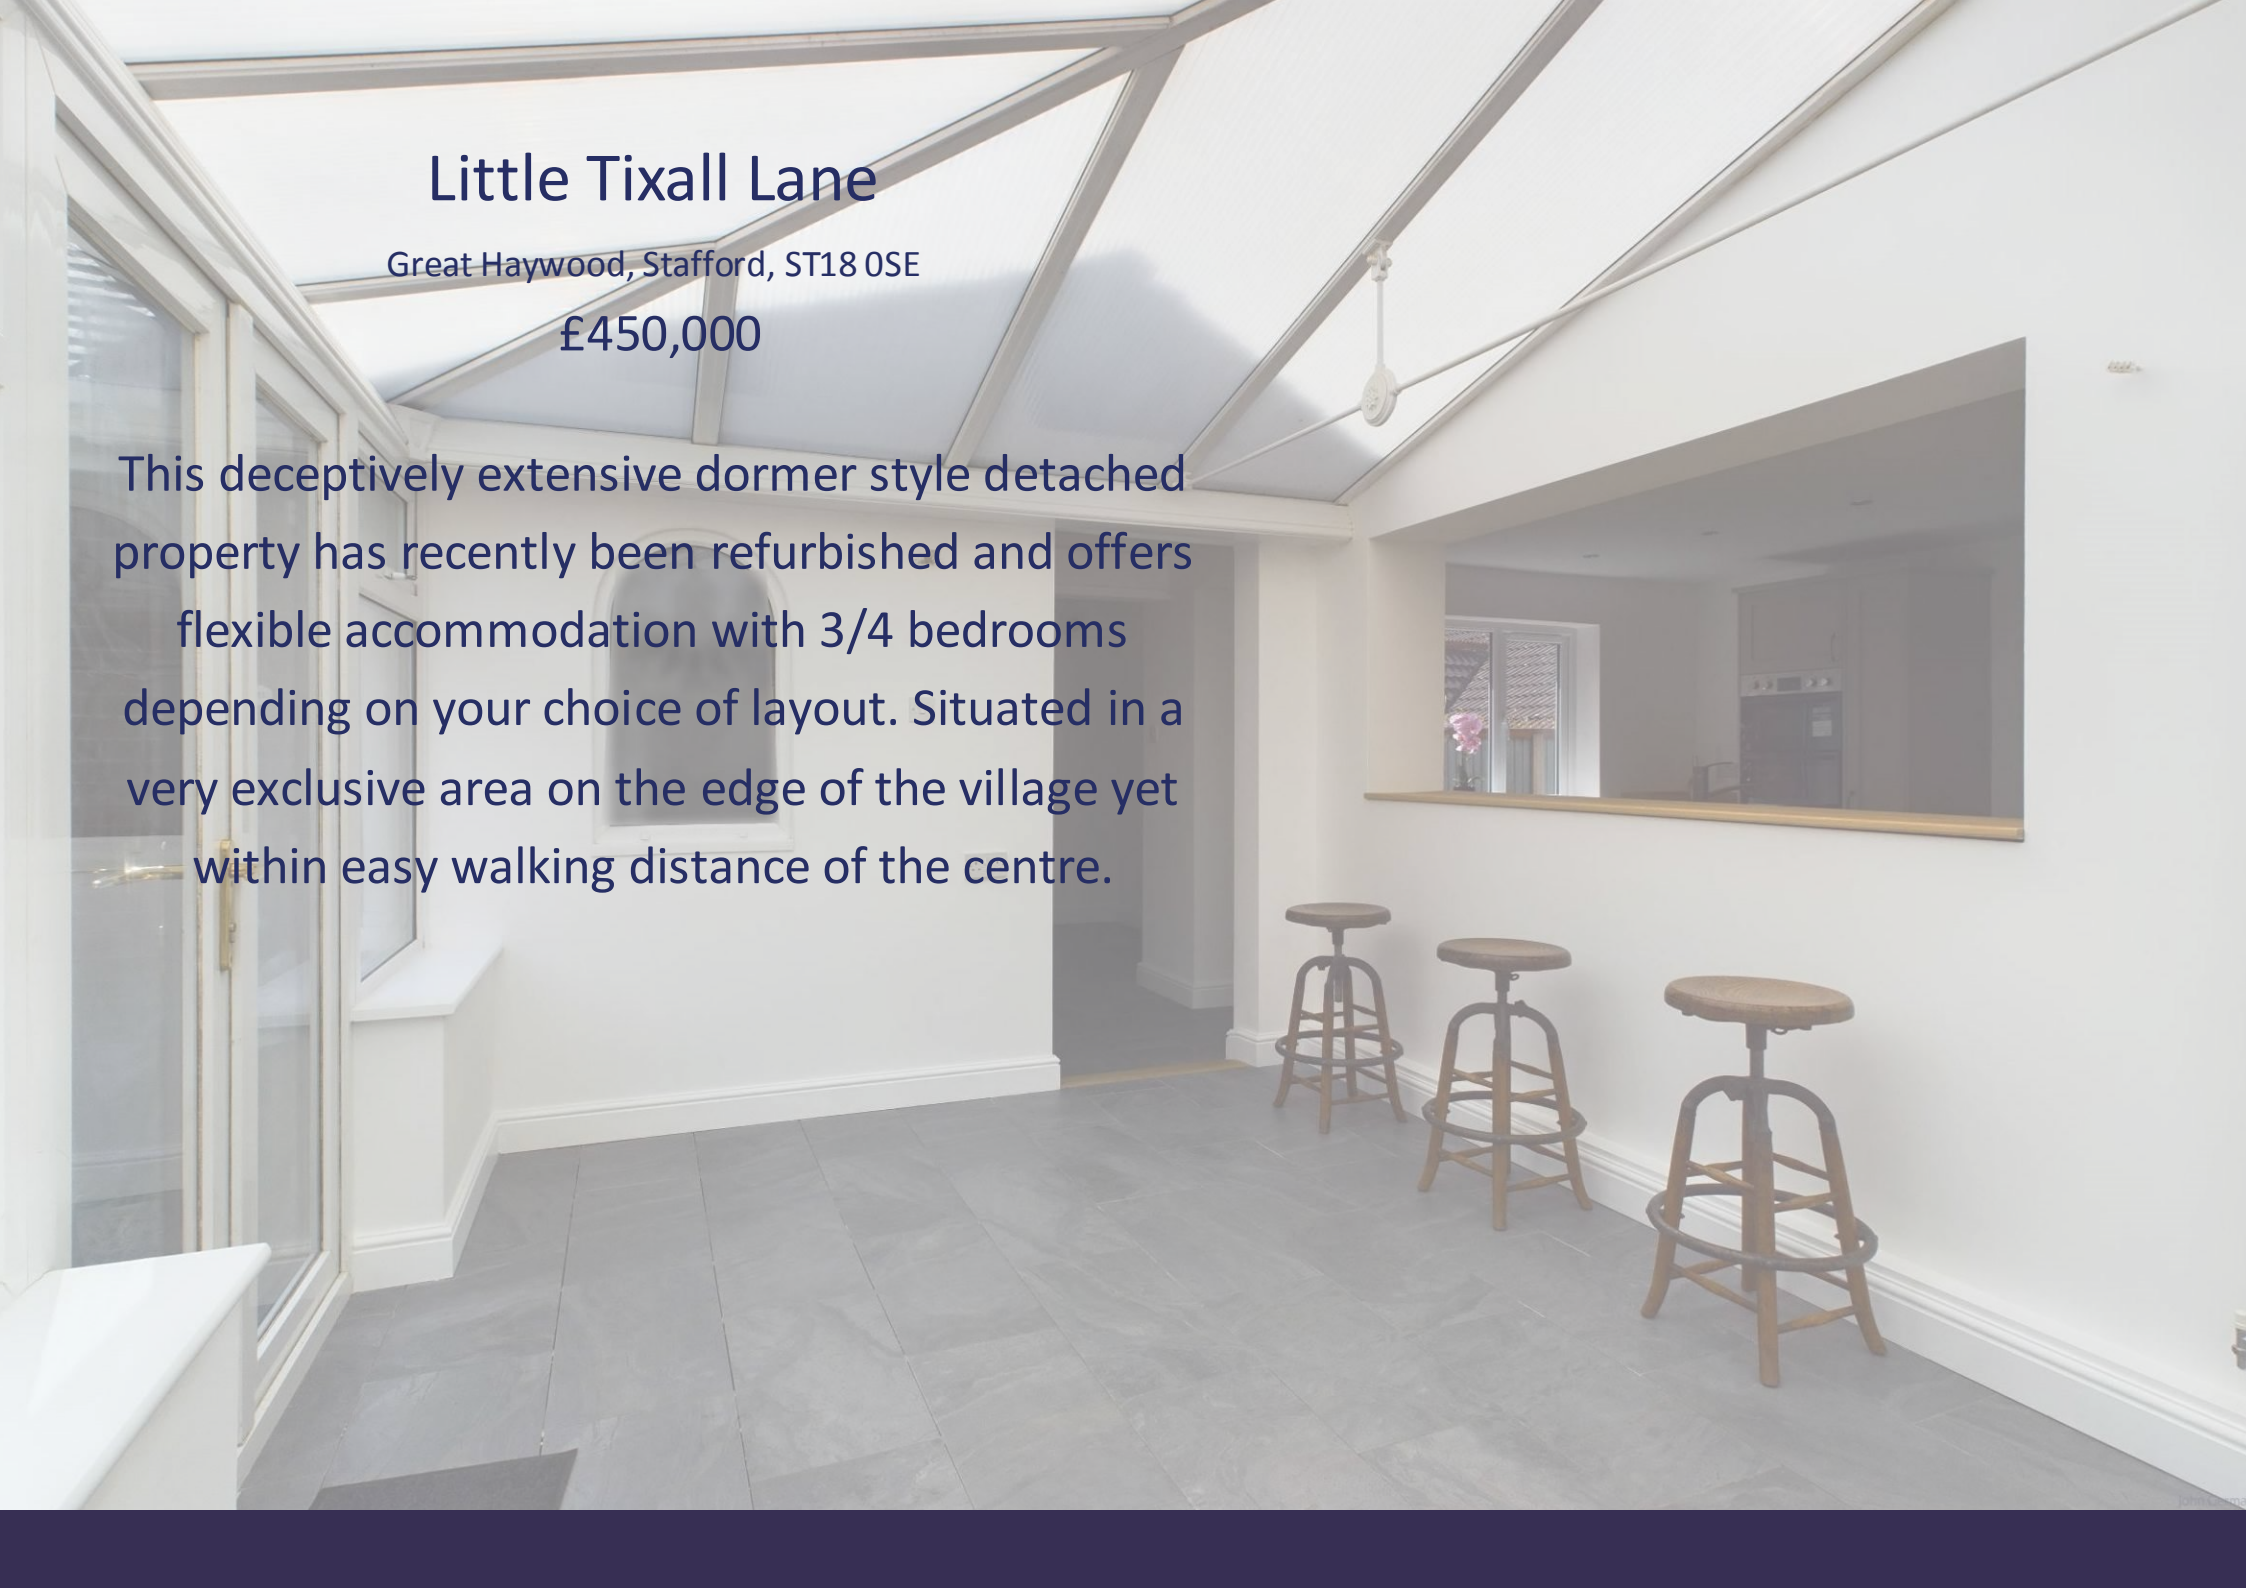 Little Tixall Lane
Great Haywood, Stafford, ST18 0SE
£450,000
This deceptively extensive dormer style detached
property has recently been refurbished and offers
flexible accommodation with 3/4 bedrooms
depending on your choice of layout. Situated in a
very exclusive area on the edge of the village yet
within easy walking distance of the centre.